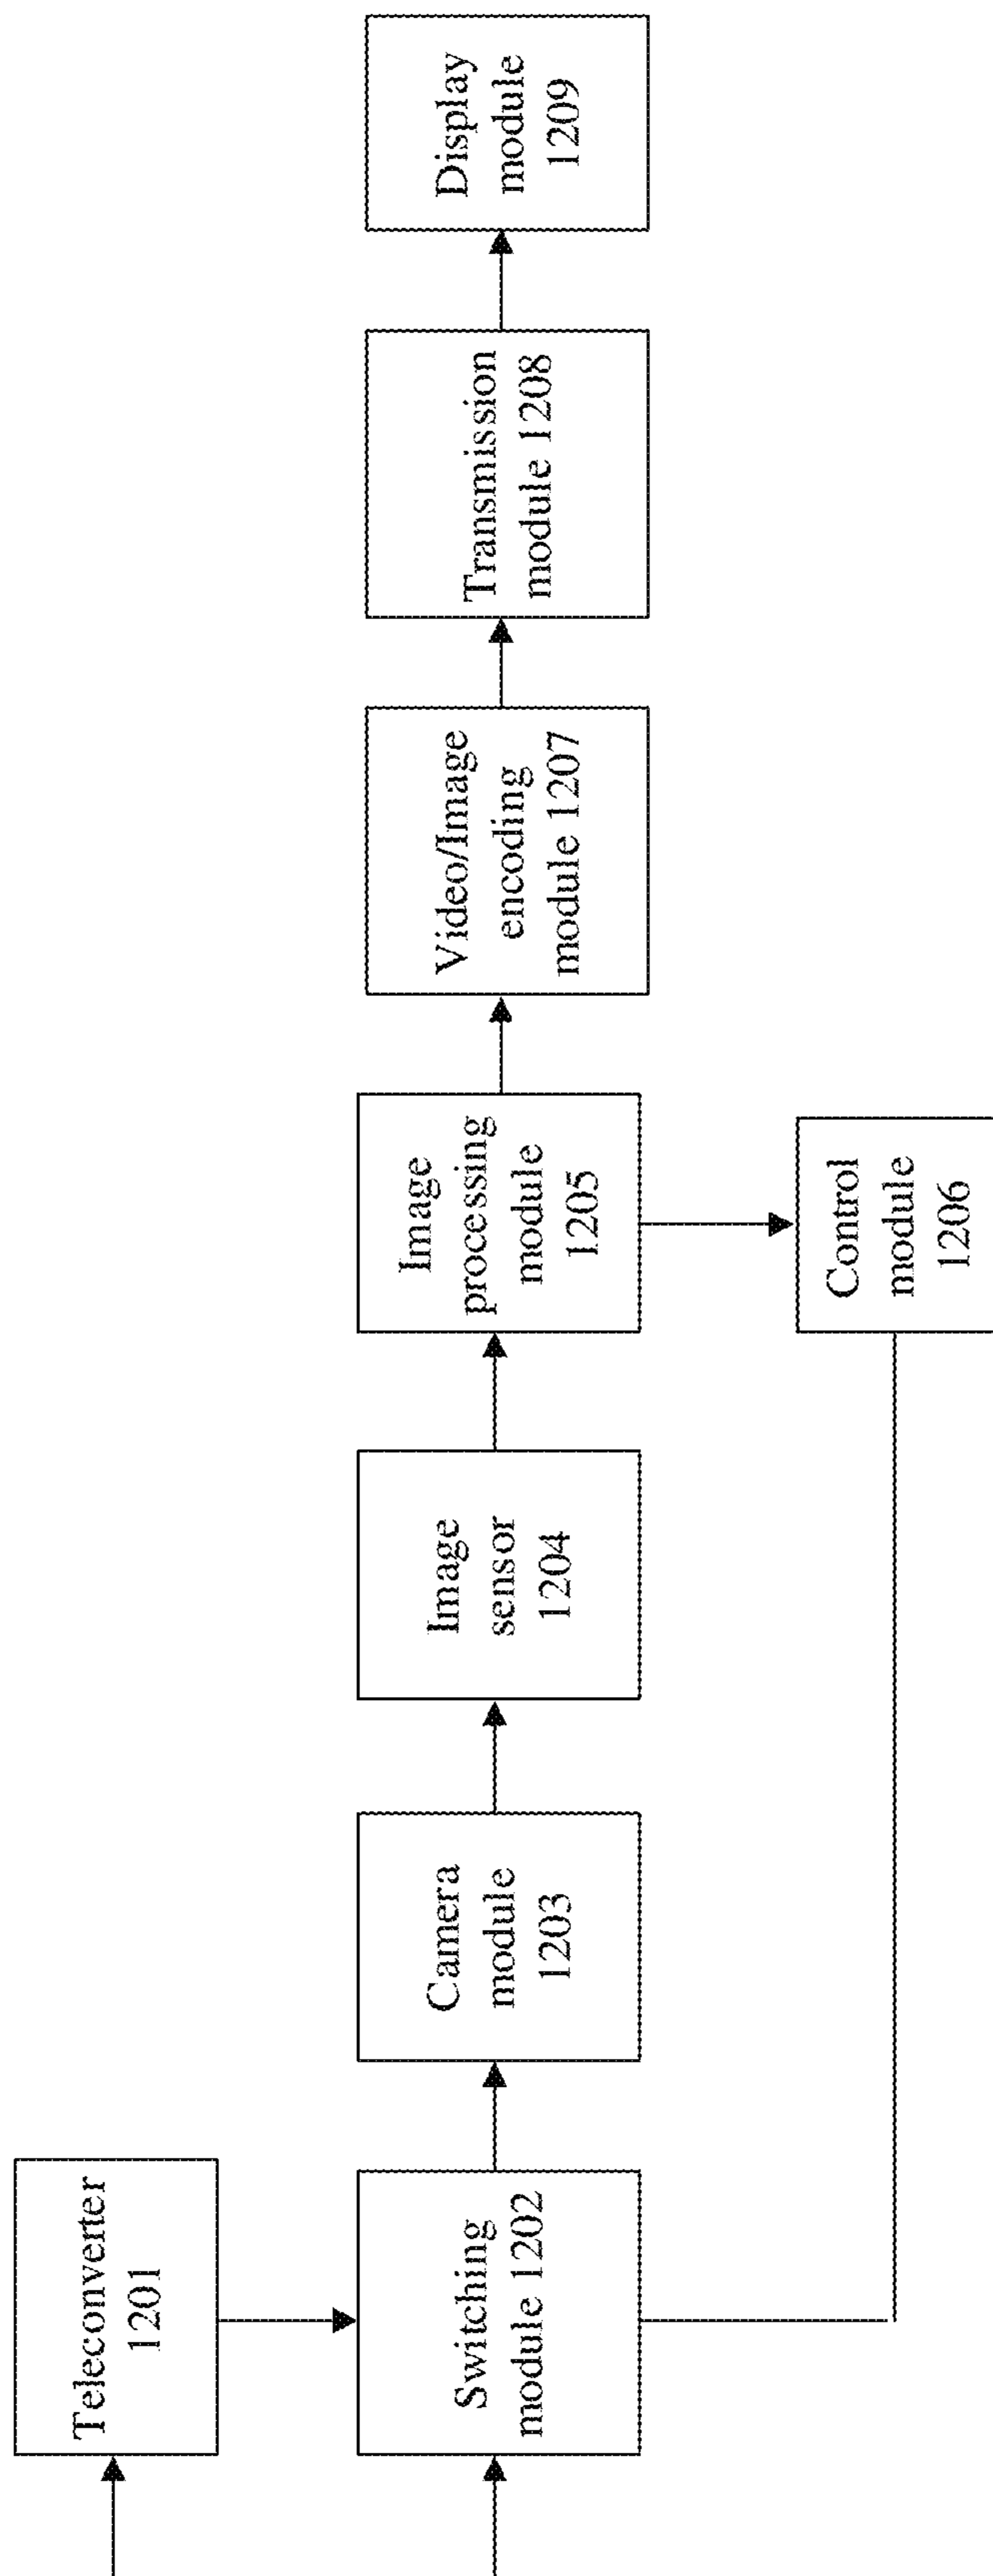 Teleconverter
1201
Switching
module 1202
Camera
module
1203
Image
sensor
1204
Image
processing
module
1205
Control
module
1206
Video/Image
encoding
module 1207
Transmission
module 1208
Display
module
1209